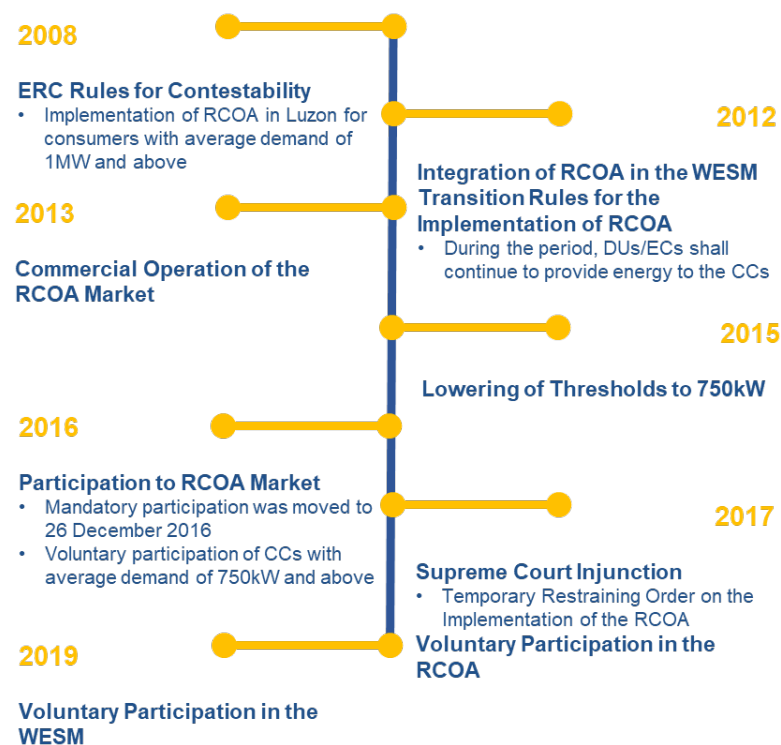 2008
ERC Rules for Contestability
• Implementation of RCOA in Luzon for
consumers with average demand of
1MW and above
2012
Integration of RCOA in the WESM
Transition Rules for the
Implementation of RCOA
• During the period, DUs/ECs shall
continue to provide energy to the CCs
2013
Commercial Operation of the
RCOA Market
2015
Lowering of Thresholds to 750kW
2016
Participation to RCOA Market
• Mandatory participation was moved to
26 December 2016
• Voluntary participation of CCs with
average demand of 750kW and above
2017
Supreme Court Injunction
• Temporary Restraining Order on the
Implementation of the RCOA
Voluntary Participation in the
RCOA
2019
Voluntary Participation in the
WESM